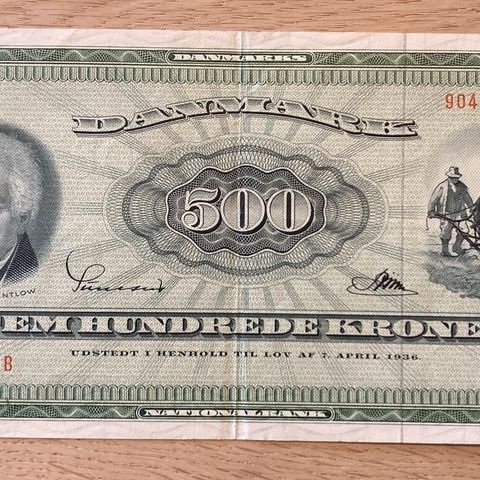 DANMARKS
DANMARK
904
500
NTLOW
EM HUNDREDE KRONE
UDSTEDT I HENHOLD TIL LOV AF 7. APRIL 1936.
B
NATIONALBANK